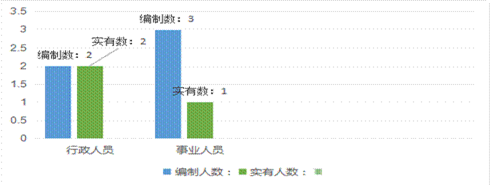 3.5
3
2.5
2
1.5
1
0.5
0
编制数：2
实有数：2
编制数：3
实有数：1
行政人员
事业人员
编制人数： 实有人数：